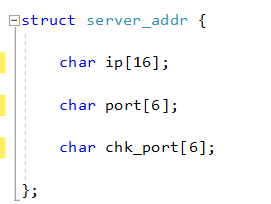 struct server_addr {
char ip[16];
char port[6];
char chk_port[6];
};